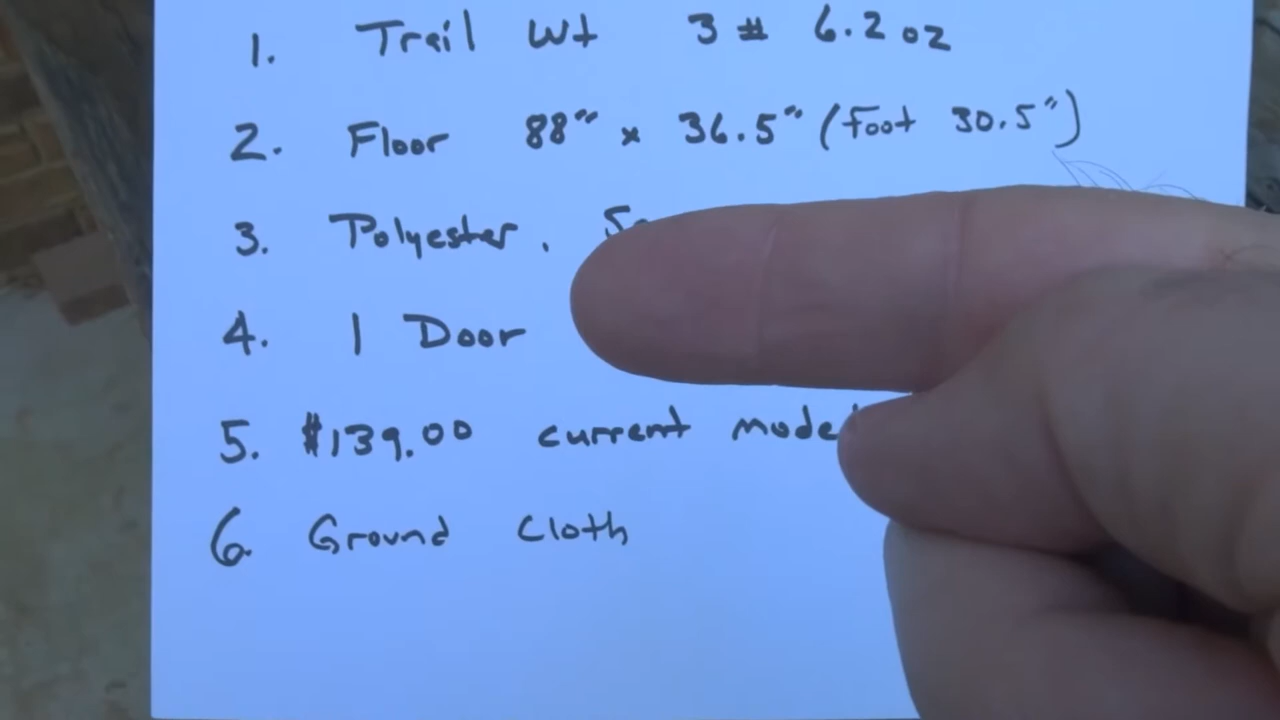 1. Trail Wt 3 # 6.2 oz
2. Floor 88" x 36.5" (foot 30.5")
3. Polyester.
4. 1 Door
5. $139.00 current
6. Ground Cloth